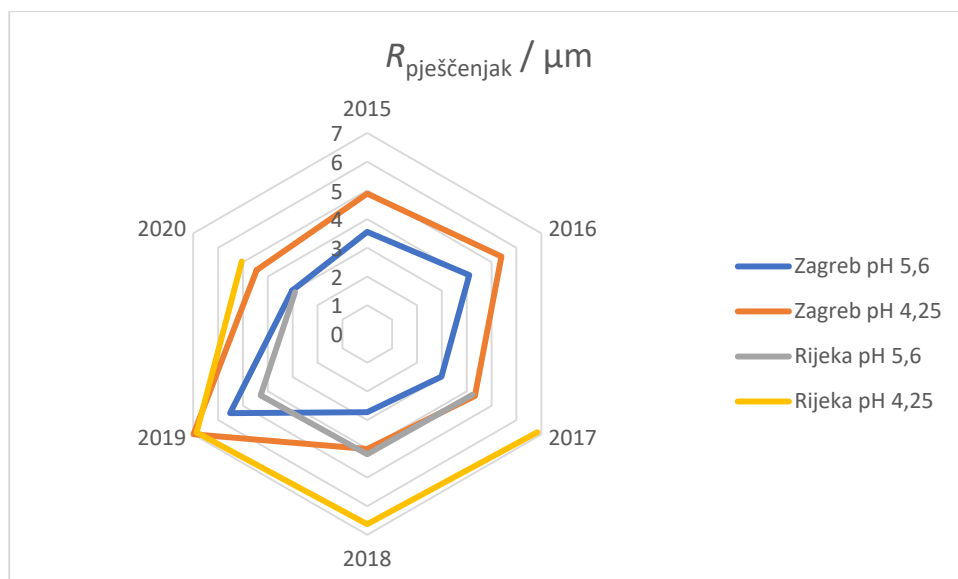 Rpješčenjak / μm
2015
7
6
5
4
3
2
1
0
2016
2017
2018
2019
2020
Zagreb pH 5,6
Zagreb pH 4,25
Rijeka pH 5,6
Rijeka pH 4,25